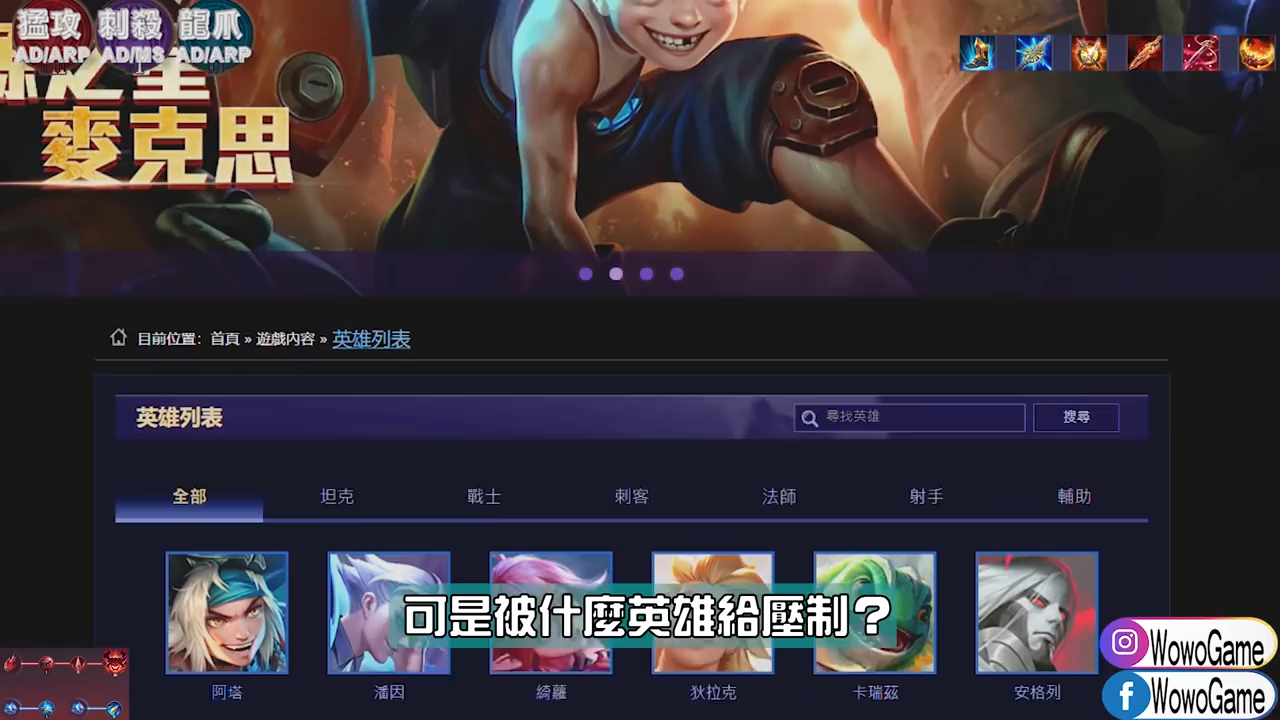 猛攻 刺殺 龍爪
AD/ARP AD/MS AD/ARP
麥克思
目前位置: 首頁 » 遊戲內容 » 英雄列表
英雄列表
尋找英雄
搜尋
全部 坦克 戰士 刺客 法師 射手 輔助
可是被什麼英雄給壓制？
阿塔 潘因 綺蘿 狄拉克 卡瑞茲 安格列
WowoGame
WowoGame